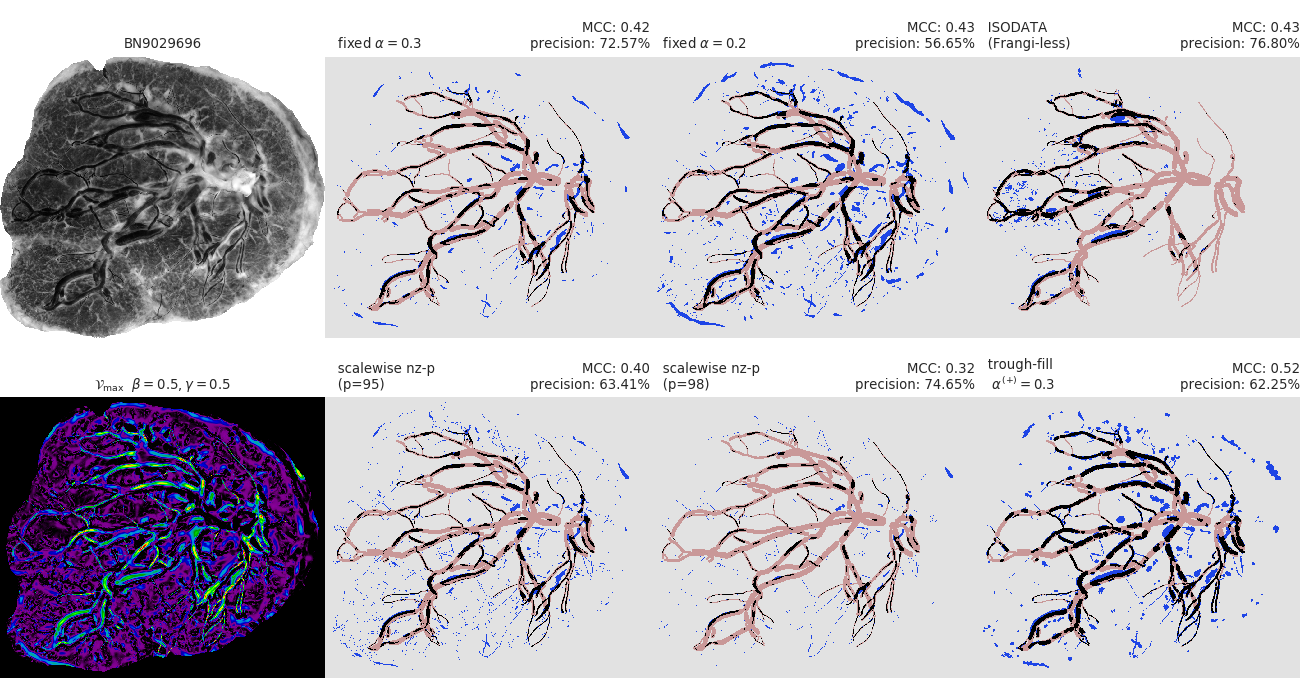 BN9029696
fixed α = 0.3
MCC: 0.42
precision: 72.57%
fixed α = 0.2
MCC: 0.43
precision: 56.65%
ISODATA
(Frangi-less)
MCC: 0.43
precision: 76.80%
𝒱max β = 0.5, γ = 0.5
scalewise nz-p
(p=95)
MCC: 0.40
precision: 63.41%
scalewise nz-p
(p=98)
MCC: 0.32
precision: 74.65%
trough-fill
α(+) = 0.3
MCC: 0.52
precision: 62.25%